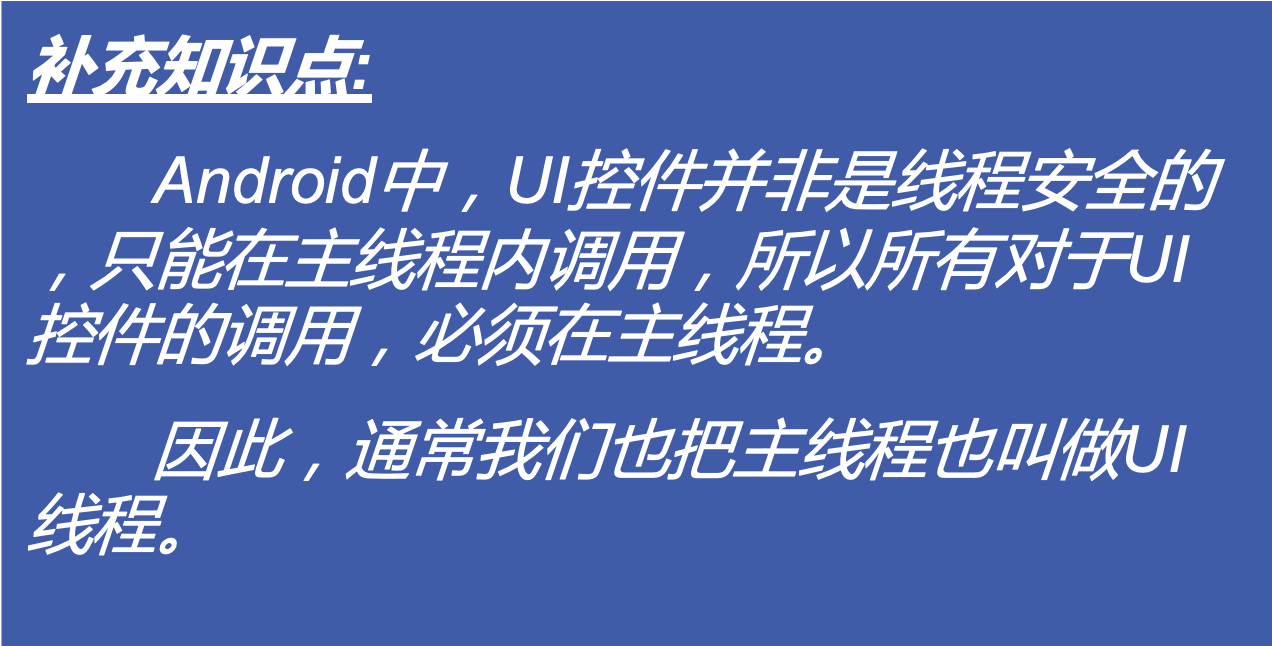 补充知识点:
Android中，UI控件并非是线程安全的
，只能在主线程内调用，所以所有对于UI
控件的调用，必须在主线程。
因此，通常我们也把主线程也叫做UI
线程。